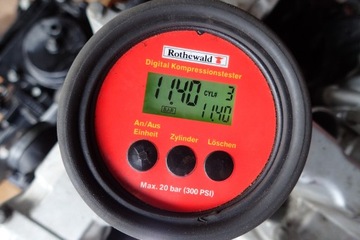 Rothewald
Digital Kompressionstester
11.40 CYL# 3
BAR 11.40
An/Aus
Einheit Zylinder Löschen
Max. 20 bar (300 PSI)